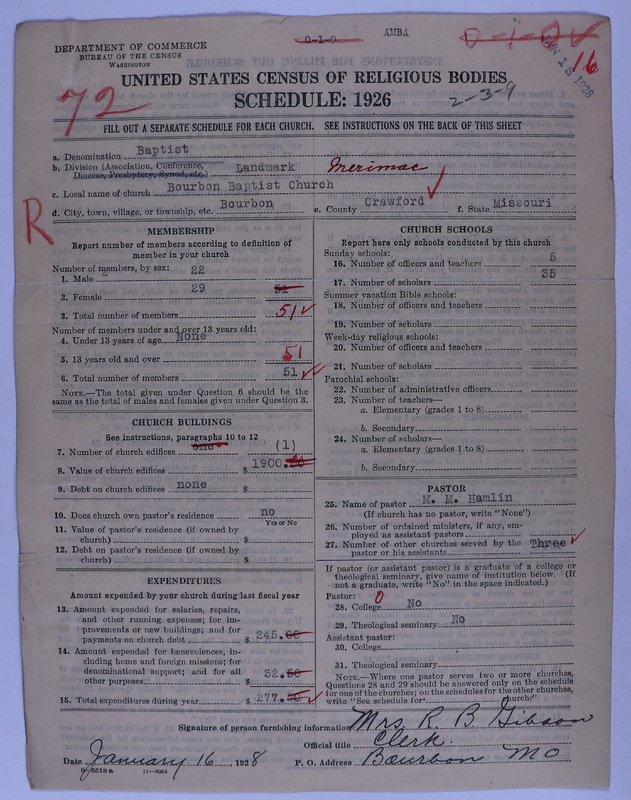 0-1-0 AMBA 0-1-0
16
DEPARTMENT OF COMMERCE
BUREAU OF THE CENSUS
WASHINGTON
UNITED STATES CENSUS OF RELIGIOUS BODIES
72
SCHEDULE: 1926
2-3-9
FILL OUT A SEPARATE SCHEDULE FOR EACH CHURCH. SEE INSTRUCTIONS ON THE BACK OF THIS SHEET
a. Denomination Baptist
b. Division (Association, Conference, Diocese, Presbytery, Synod, etc.) Landmark Merimac
c. Local name of church Bourbon Baptist Church
d. City, town, village, or township, etc. Bourbon e. County Crawford f. State Missouri
R
MEMBERSHIP
Report number of members according to definition of
member in your church
Number of members, by sex:
1. Male 22
2. Female 29
3. Total number of members 51
Number of members under and over 13 years old:
4. Under 13 years of age None
5. 13 years old and over 51
6. Total number of members 51
NOTE.—The total given under Question 6 should be
same as the total of males and females given under Question 3.
CHURCH BUILDINGS
See instructions, paragraphs 10 to 12
7. Number of church edifices one (1)
8. Value of church edifices $ 1900.
9. Debt on church edifices none $
10. Does church own pastor's residence no
Yes or No
11. Value of pastor's residence (if owned by
church) $
12. Debt on pastor's residence (if owned by
church) $
EXPENDITURES
Amount expended by your church during last fiscal year
13. Amount expended for salaries, repairs,
and other running expenses; for im-
provements or new buildings; and for
payments on church debt $ 245.00
14. Amount expended for benevolences, in-
cluding home and foreign missions; for
denominational support; and for all
other purposes $ 32.50
15. Total expenditures during year $ 277.50
CHURCH SCHOOLS
Report here only schools conducted by this church
Sunday schools:
16. Number of officers and teachers 5
17. Number of scholars 35
Summer vacation Bible schools:
18. Number of officers and teachers
19. Number of scholars
Week-day religious schools:
20. Number of officers and teachers
21. Number of scholars
Parochial schools:
22. Number of administrative officers
23. Number of teachers—
a. Elementary (grades 1 to 8)
b. Secondary
24. Number of scholars—
a. Elementary (grades 1 to 8)
b. Secondary
PASTOR
25. Name of pastor M. M. Hamlin
(If church has no pastor, write "None")
26. Number of ordained ministers, if any, em-
ployed as assistant pastors
27. Number of other churches served by the
pastor or his assistants Three
If pastor (or assistant pastor) is a graduate of a college or
theological seminary, give name of institution below. (If
not a graduate, write "No" in the space indicated.)
Pastor: 0
28. College No
29. Theological seminary No
Assistant pastor:
30. College
31. Theological seminary
NOTE.—Where one pastor serves two or more churches,
Questions 28 and 29 should be answered only on the schedule
for one of the churches; on the schedules for the other churches,
write "See schedule for church."
Signature of person furnishing information Mrs. R B Gibson
Official title Clerk.
Date January 16, 1928 P. O. Address Bourbon MO
8-5518a 11-9064